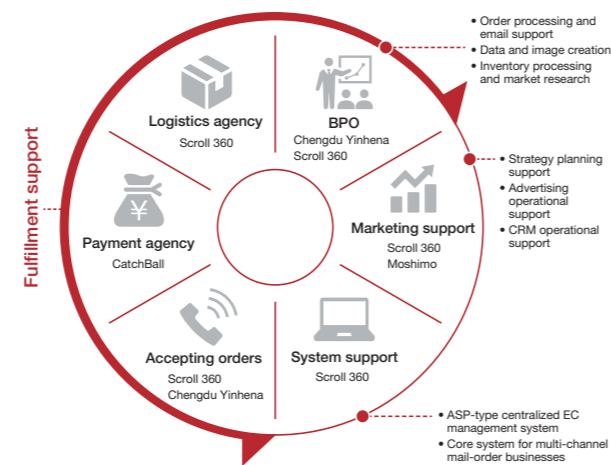 Fulfillment support
Logistics agency
Scroll 360
BPO
Chengdu Yinhena
Scroll 360
• Order processing and
email support
• Data and image creation
• Inventory processing
and market research
Payment agency
CatchBall
¥
Marketing support
Scroll 360
Moshimo
• Strategy planning
support
• Advertising
operational
support
• CRM operational
support
Accepting orders
Scroll 360
Chengdu Yinhena
System support
Scroll 360
• ASP-type centralized EC
management system
• Core system for multi-channel
mail-order businesses